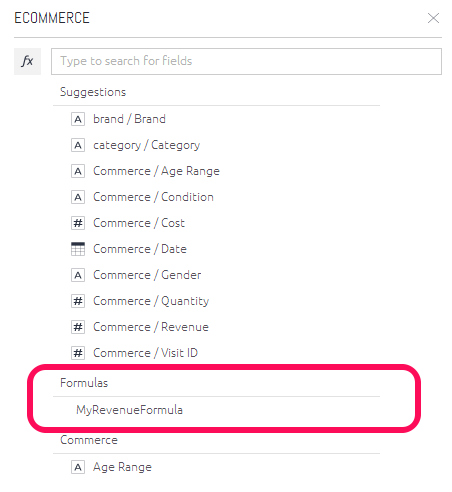 ECOMMERCE
fx
Type to search for fields
Suggestions
A brand / Brand
A category / Category
A Commerce / Age Range
A Commerce / Condition
# Commerce / Cost
Commerce / Date
A Commerce / Gender
# Commerce / Quantity
# Commerce / Revenue
# Commerce / Visit ID
Formulas
MyRevenueFormula
Commerce
A Age Range